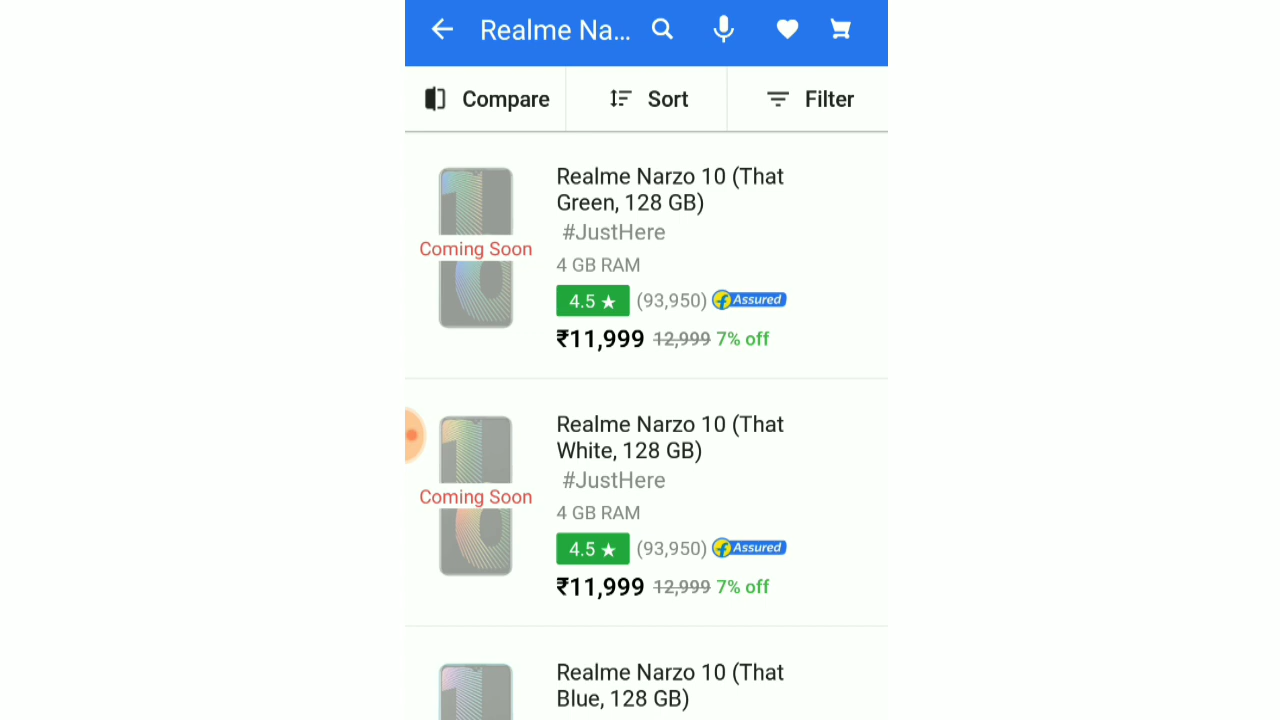 Realme Na...
Compare
Sort
Filter
Realme Narzo 10 (That
Green, 128 GB)
#JustHere
Coming Soon
4 GB RAM
4.5 ★ (93,950) Assured
₹11,999 12,999 7% off
Realme Narzo 10 (That
White, 128 GB)
#JustHere
Coming Soon
4 GB RAM
4.5 ★ (93,950) Assured
₹11,999 12,999 7% off
Realme Narzo 10 (That
Blue, 128 GB)